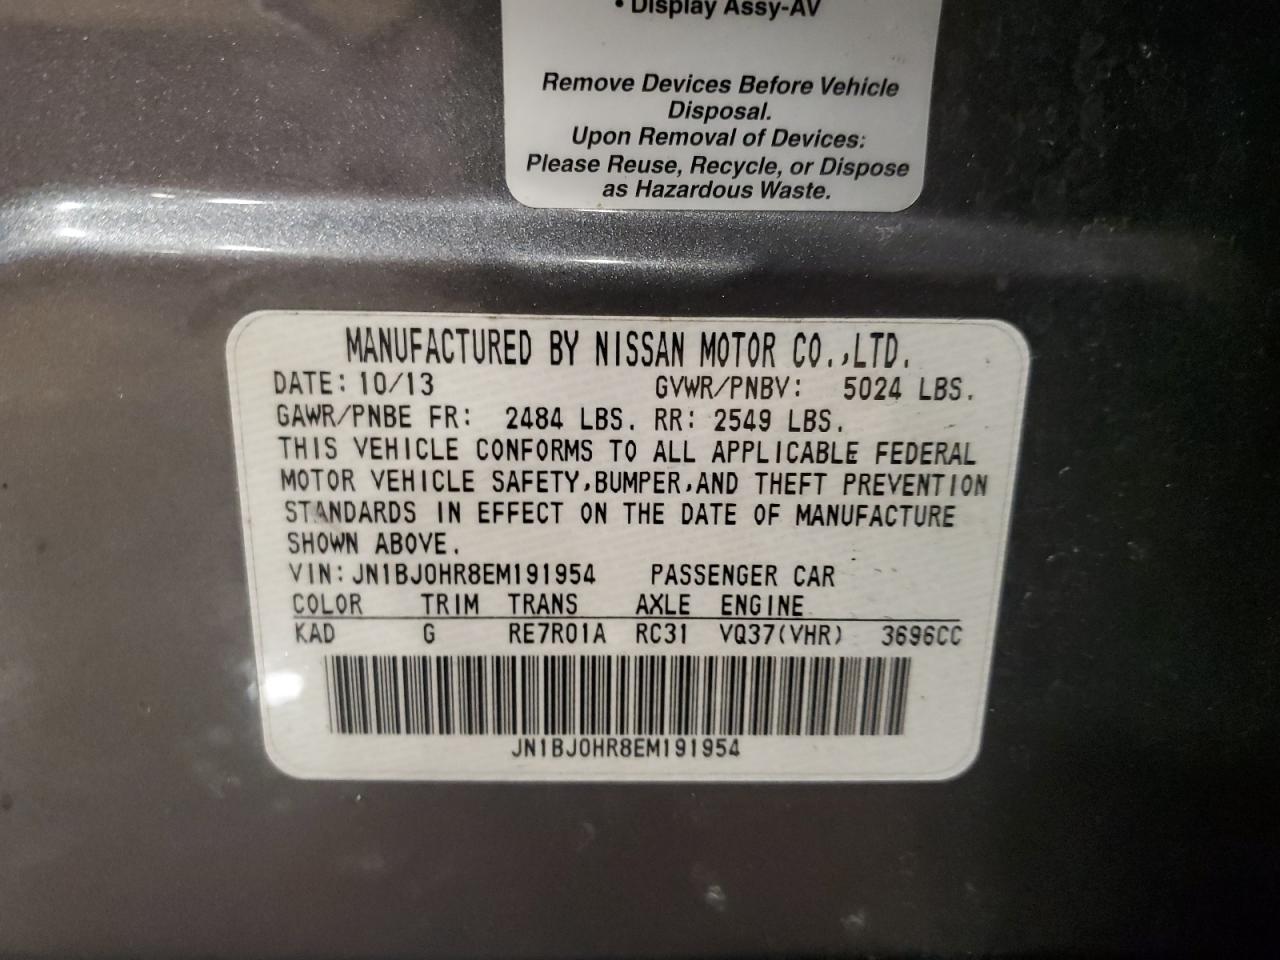 • Display Assy-AV
Remove Devices Before Vehicle
Disposal.
Upon Removal of Devices:
Please Reuse, Recycle, or Dispose
as Hazardous Waste.
MANUFACTURED BY NISSAN MOTOR CO.,LTD.
DATE: 10/13 GVWR/PNBV: 5024 LBS.
GAWR/PNBE FR: 2484 LBS. RR: 2549 LBS.
THIS VEHICLE CONFORMS TO ALL APPLICABLE FEDERAL
MOTOR VEHICLE SAFETY,BUMPER,AND THEFT PREVENTION
STANDARDS IN EFFECT ON THE DATE OF MANUFACTURE
SHOWN ABOVE.
VIN: JN1BJ0HR8EM191954 PASSENGER CAR
COLOR TRIM TRANS AXLE ENGINE
KAD G RE7R01A RC31 VQ37(VHR) 3696CC
JN1BJ0HR8EM191954